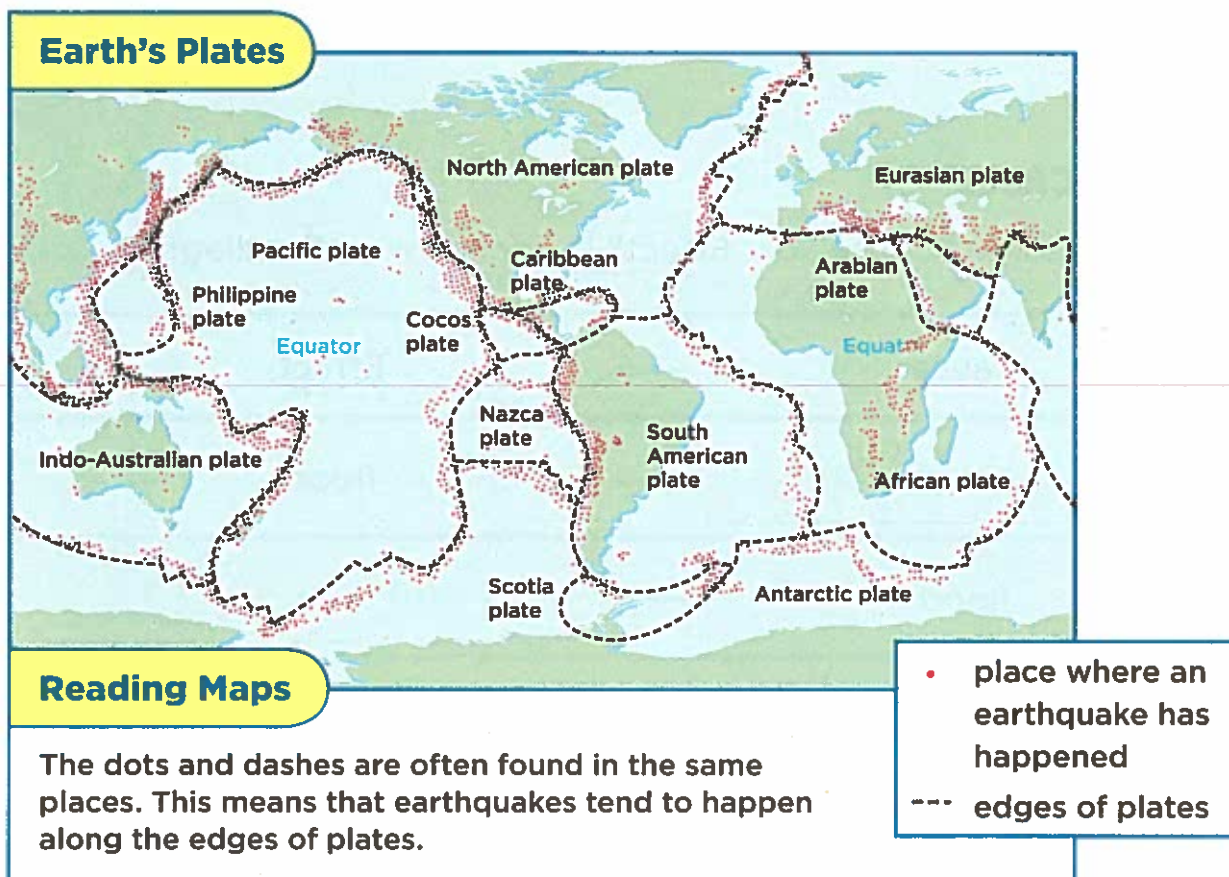 Earth's Plates
North American plate
Eurasian plate
Pacific plate
Caribbean
plate
Arabian
plate
Philippine
plate
Cocos
plate
Equator
Equator
Nazca
plate
South
American
plate
Indo-Australian plate
African plate
Scotia
plate
Antarctic plate
Reading Maps
The dots and dashes are often found in the same
places. This means that earthquakes tend to happen
along the edges of plates.
place where an
earthquake has
happened
edges of plates